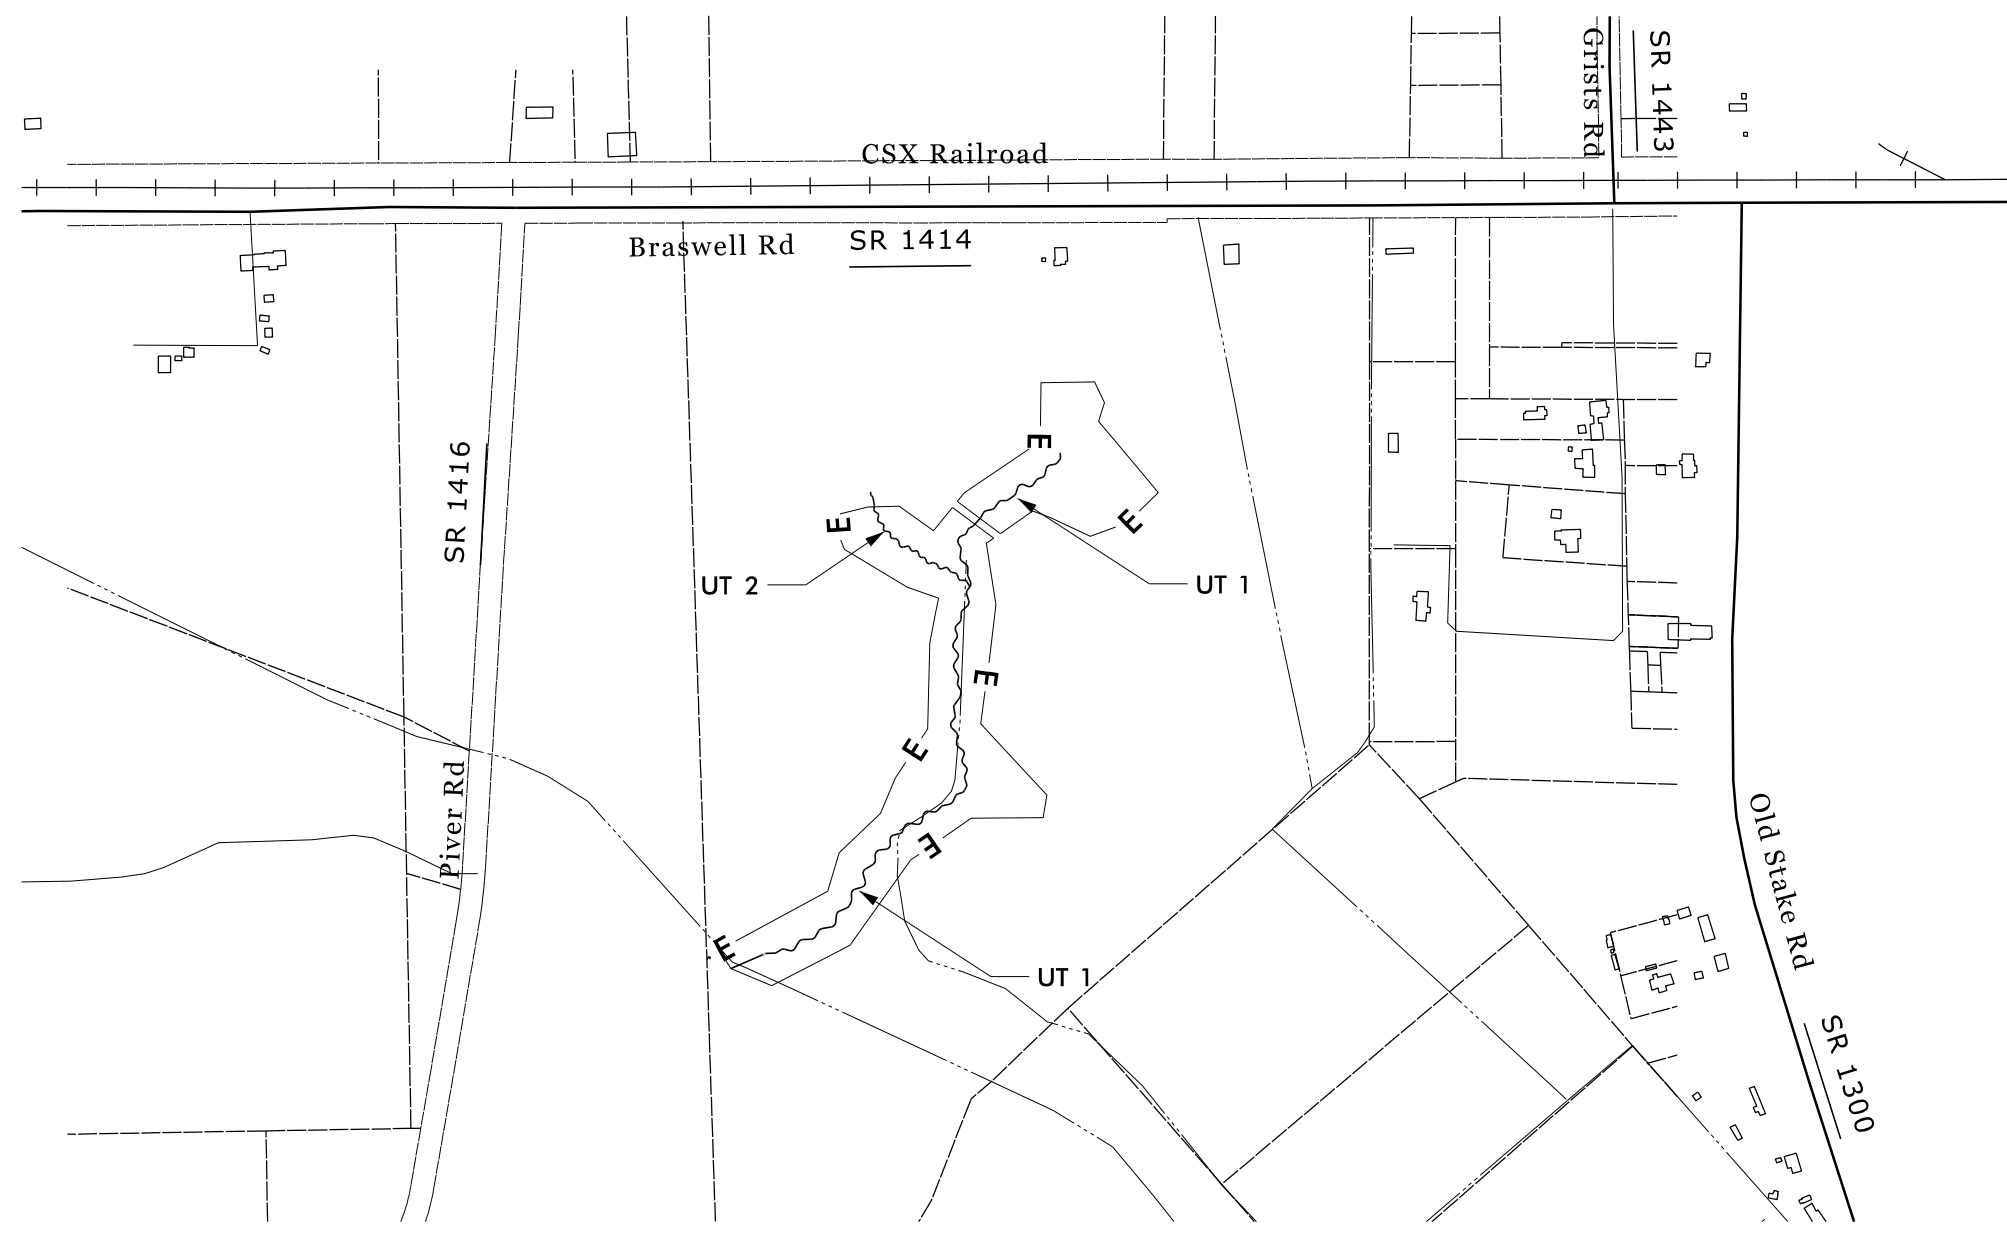 Grists Rd
SR 1443
CSX Railroad
Braswell Rd
SR 1414
E
SR 1416
E
E
UT 2
UT 1
E
E
Piver Rd
E
Old Stake Rd
E
UT 1
SR 1300